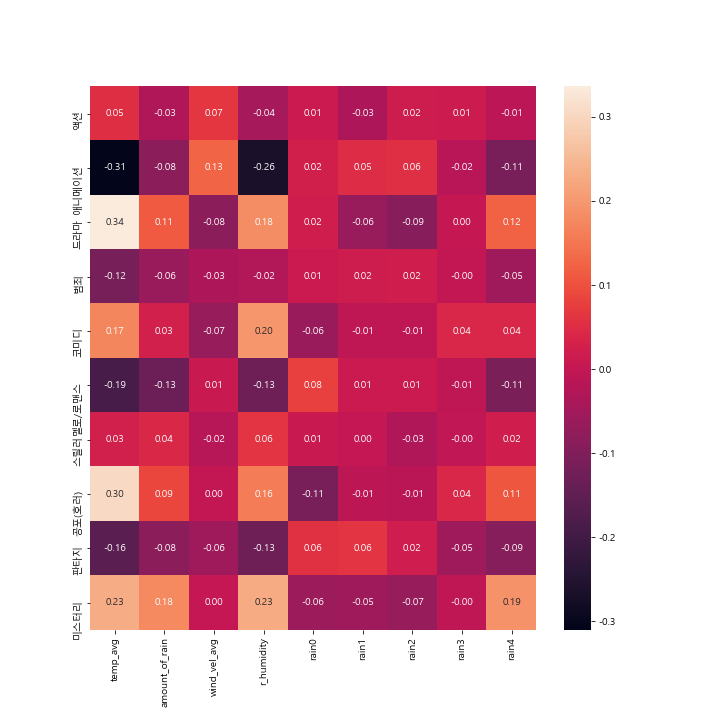 액션 0.05 -0.03 0.07 -0.04 0.01 -0.03 0.02 0.01 -0.01
애니메이션 -0.31 -0.08 0.13 -0.26 0.02 0.05 0.06 -0.02 -0.11
드라마 0.34 0.11 -0.08 0.18 0.02 -0.06 -0.09 0.00 0.12
범죄 -0.12 -0.06 -0.03 -0.02 0.01 0.02 0.02 -0.00 -0.05
코미디 0.17 0.03 -0.07 0.20 -0.06 -0.01 -0.01 0.04 0.04
멜로/로맨스 -0.19 -0.13 0.01 -0.13 0.08 0.01 0.01 -0.01 -0.11
스릴러 0.03 0.04 -0.02 0.06 0.01 0.00 -0.03 -0.00 0.02
공포(호러) 0.30 0.09 0.00 0.16 -0.11 -0.01 -0.01 0.04 0.11
판타지 -0.16 -0.08 -0.06 -0.13 0.06 0.06 0.02 -0.05 -0.09
미스터리 0.23 0.18 0.00 0.23 -0.06 -0.05 -0.07 -0.00 0.19
temp_avg amount_of_rain wind_vel_avg r_humidity rain0 rain1 rain2 rain3 rain4
0.3
0.2
0.1
0.0
-0.1
-0.2
-0.3